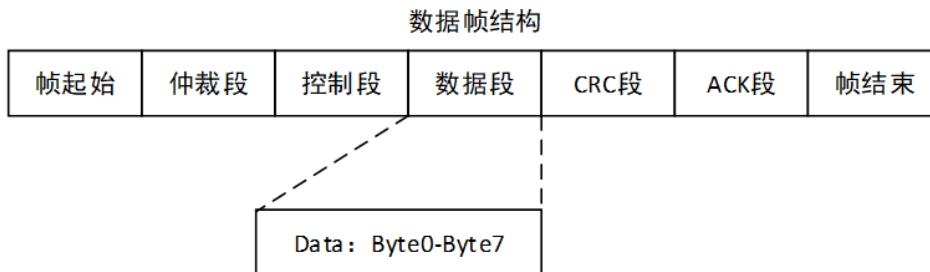 数据帧结构
帧起始 仲裁段 控制段 数据段 CRC段 ACK段 帧结束
Data：Byte0-Byte7